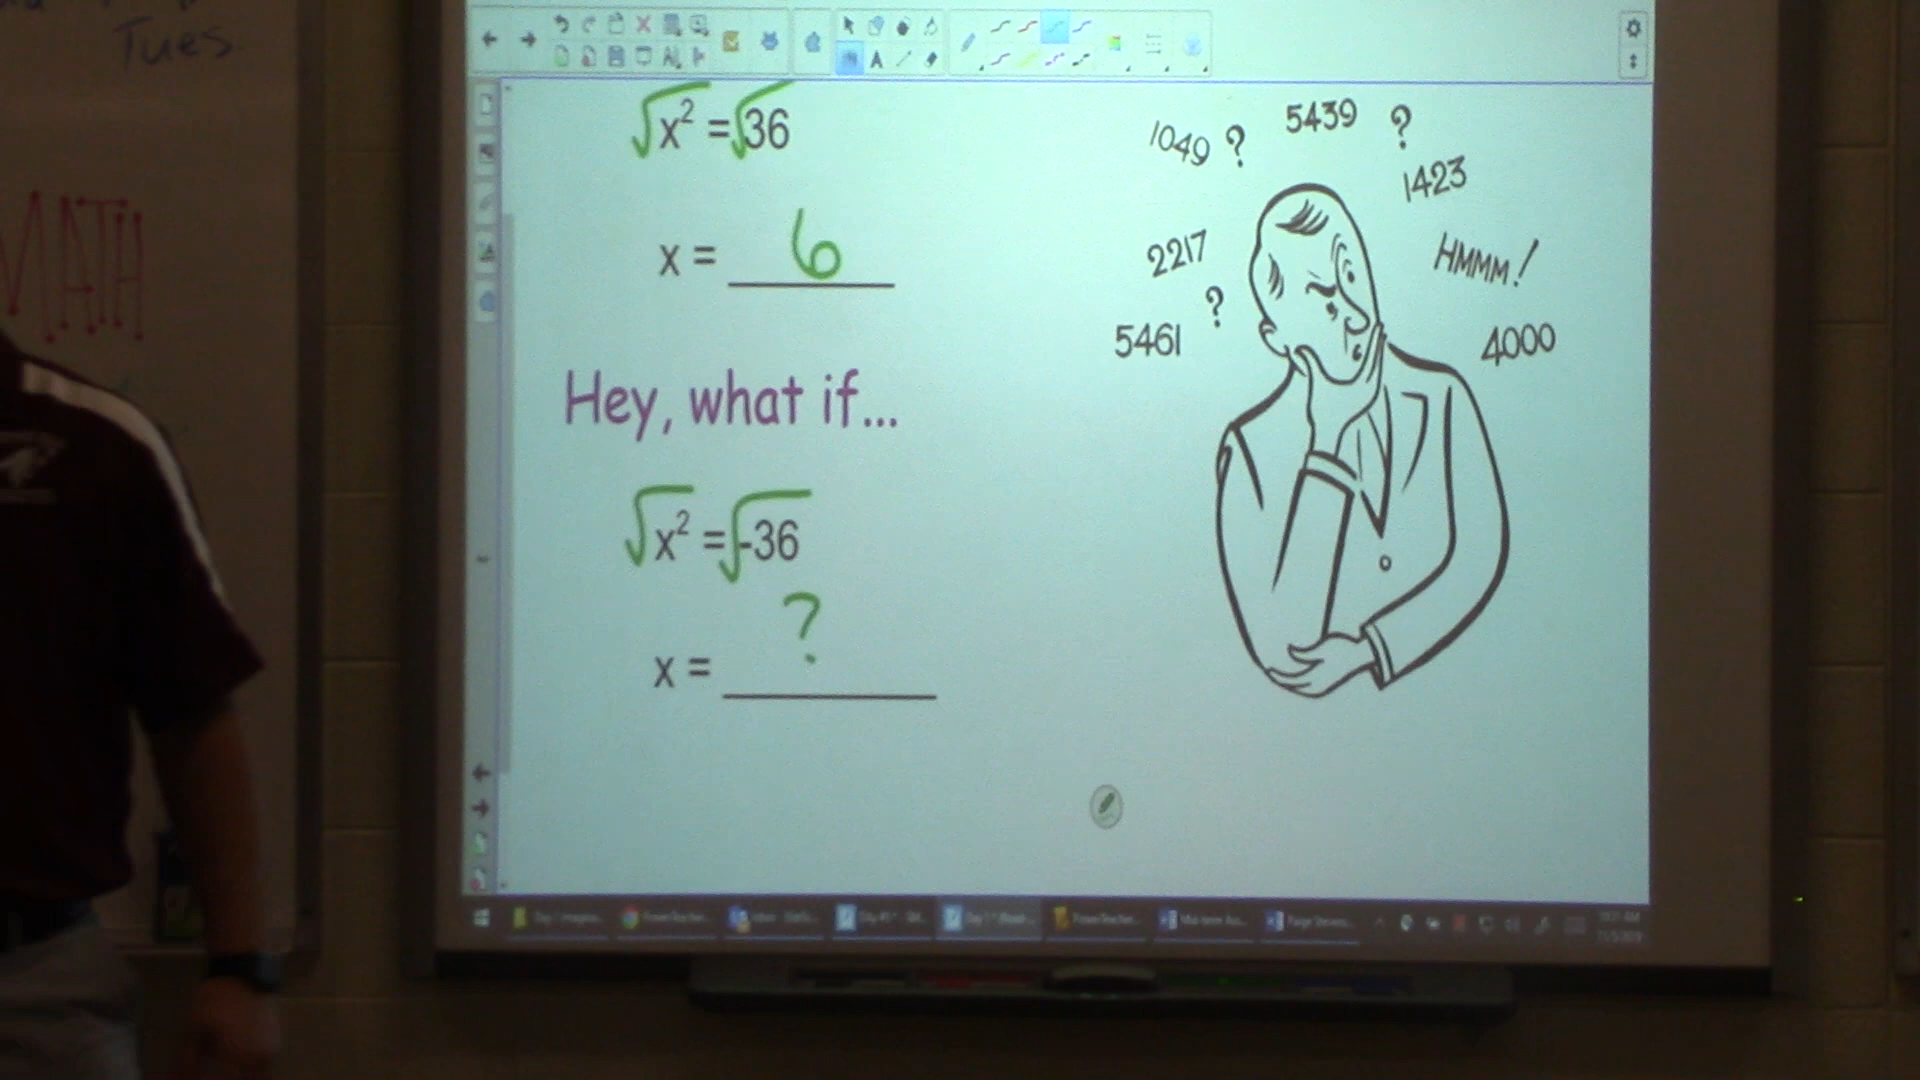 Tues
MATH
√x² = √36
x = 6
Hey, what if...
√x² = √-36
x = ?
1049 ?
5439 ?
1423
2217
?
HMMM!
5461
4000
A